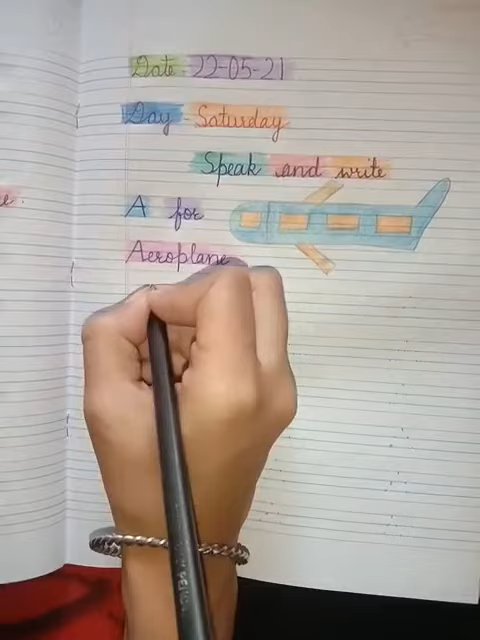 Date - 22-05-21
Day - Saturday
Speak and write
A for
Aeroplane